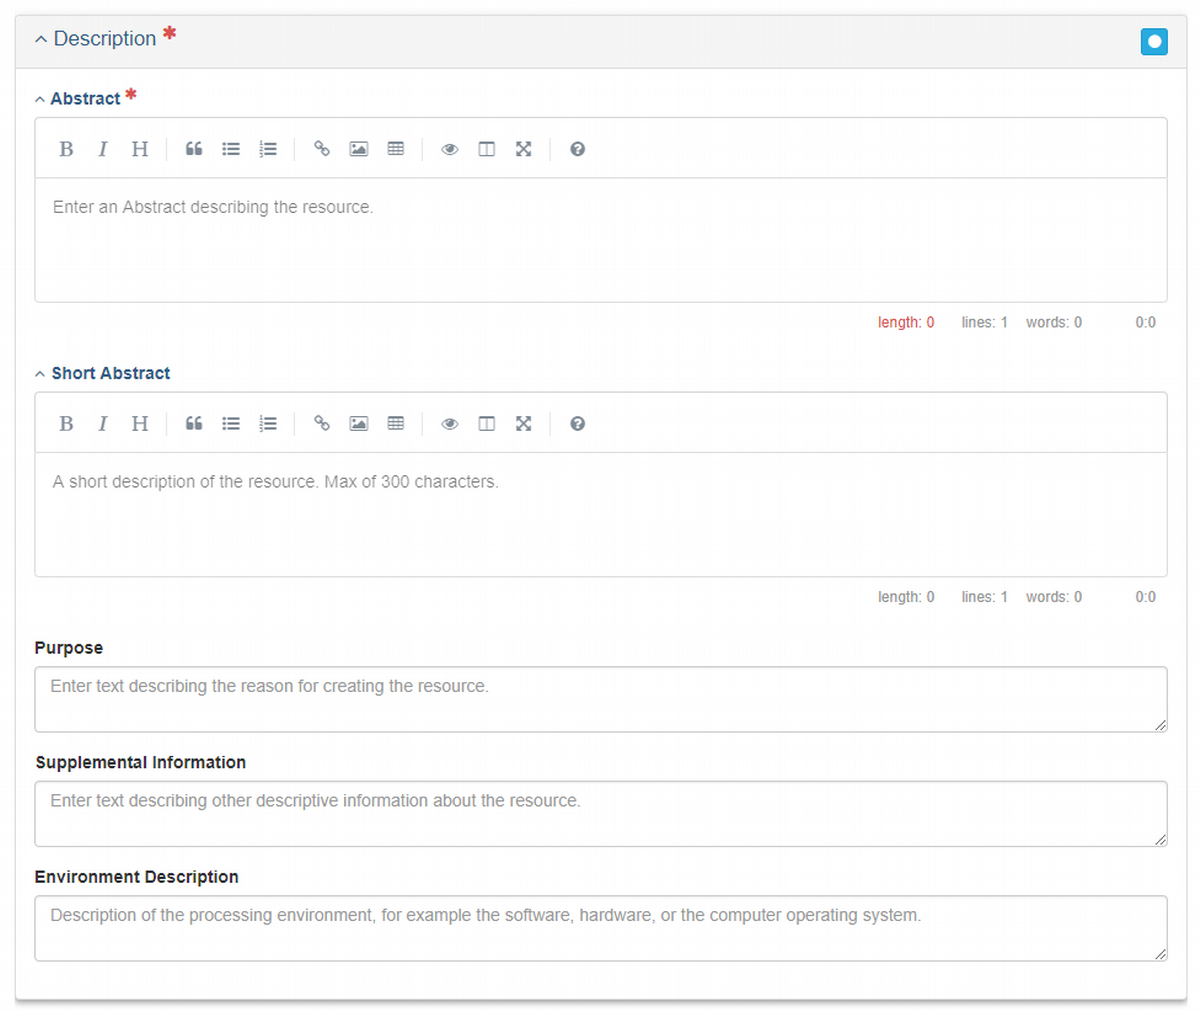 Description *
Abstract *
B I H
Enter an Abstract describing the resource.
length: 0 lines: 1 words: 0 0:0
Short Abstract
B I H
A short description of the resource. Max of 300 characters.
length: 0 lines: 1 words: 0 0:0
Purpose
Enter text describing the reason for creating the resource.
Supplemental Information
Enter text describing other descriptive information about the resource.
Environment Description
Description of the processing environment, for example the software, hardware, or the computer operating system.